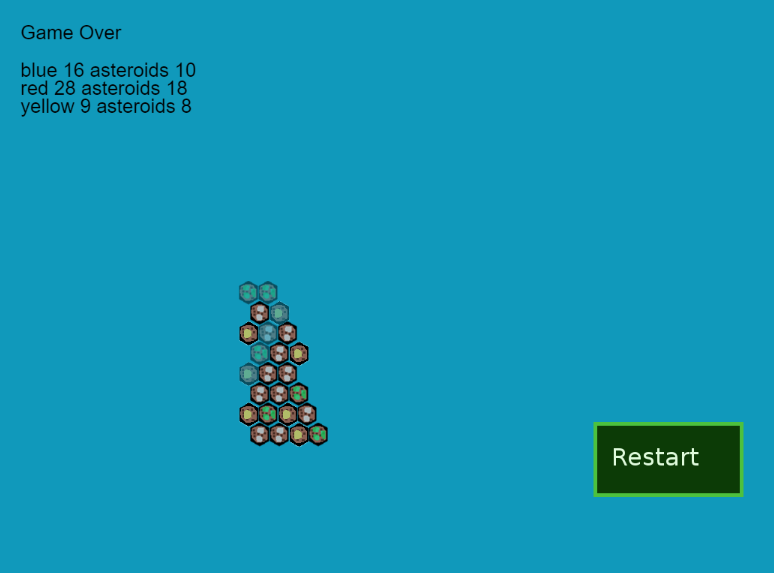 Game Over
blue 16 asteroids 10
red 28 asteroids 18
yellow 9 asteroids 8
Restart